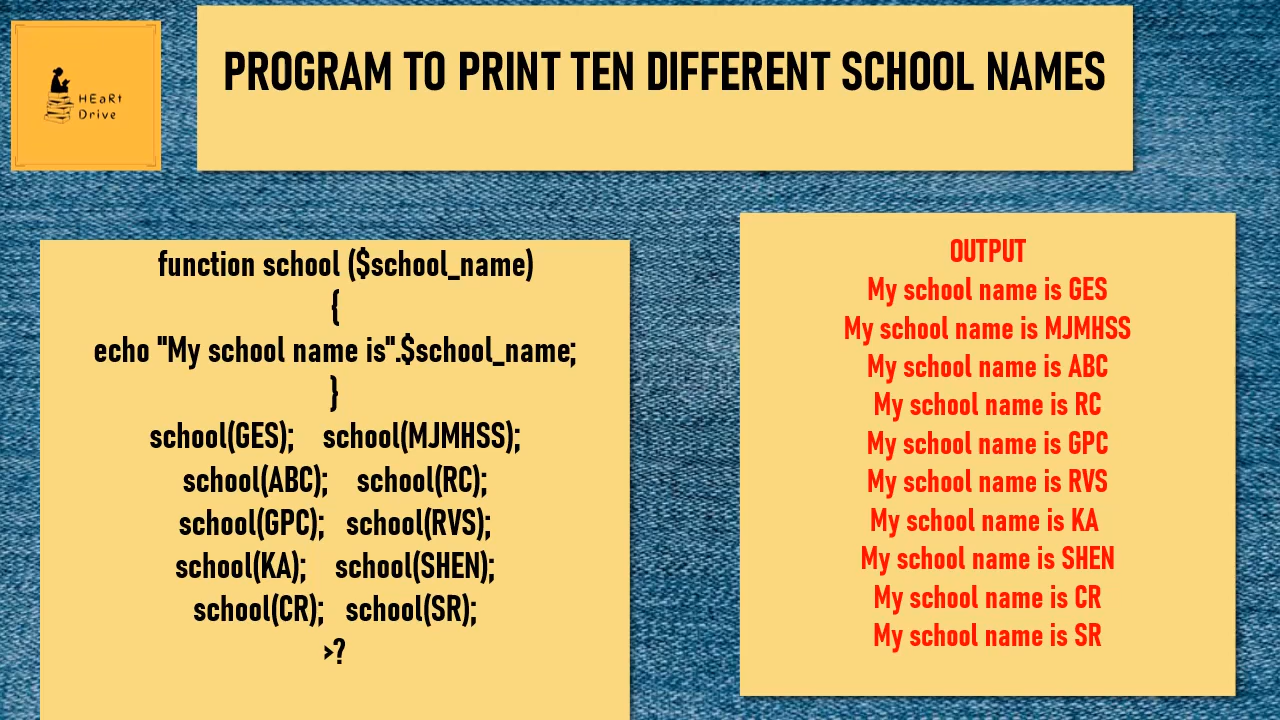 HEaRt
Drive
PROGRAM TO PRINT TEN DIFFERENT SCHOOL NAMES
function school ($school_name)
{
echo "My school name is".$school_name;
}
school(GES); school(MJMHSS);
school(ABC); school(RC);
school(GPC); school(RVS);
school(KA); school(SHEN);
school(CR); school(SR);
>?
OUTPUT
My school name is GES
My school name is MJMHSS
My school name is ABC
My school name is RC
My school name is GPC
My school name is RVS
My school name is KA
My school name is SHEN
My school name is CR
My school name is SR